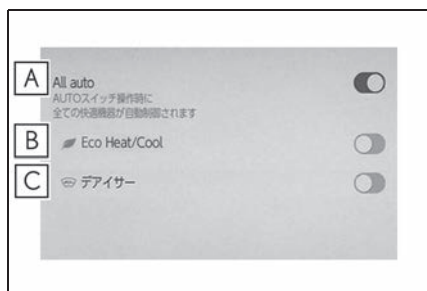 A
All auto
AUTOスイッチ操作時に
全ての快適機器が自動制御されます
B
Eco Heat/Cool
C
デアイサー